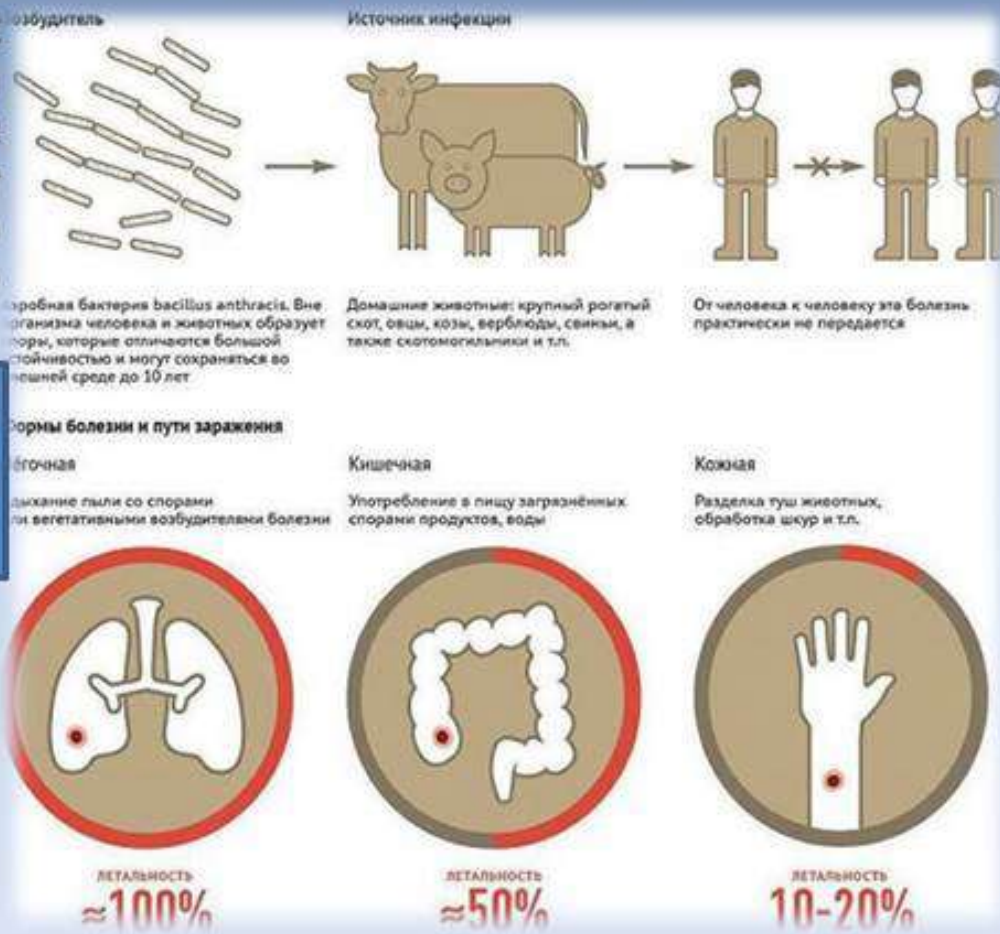 озбудитель
Источник инфекции
эробная бактерия bacillus anthracis. Вне
рганизма человека и животных образует
поры, которые отличаются большой
стойчивостью и могут сохраняться во
нешней среде до 10 лет
Домашние животные: крупный рогатый
скот, овцы, козы, верблюды, свиньи, а
также скотомогильники и т.п.
От человека к человеку эта болезнь
практически не передается
ормы болезни и пути заражения
ёгочная
дыхание пыли со спорами
ли вегетативными возбудителями болезни
Кишечная
Употребление в пищу загрязнённых
спорами продуктов, воды
Кожная
Разделка туш животных,
обработка шкур и т.п.
ЛЕТАЛЬНОСТЬ
≈100%
ЛЕТАЛЬНОСТЬ
≈50%
ЛЕТАЛЬНОСТЬ
10-20%